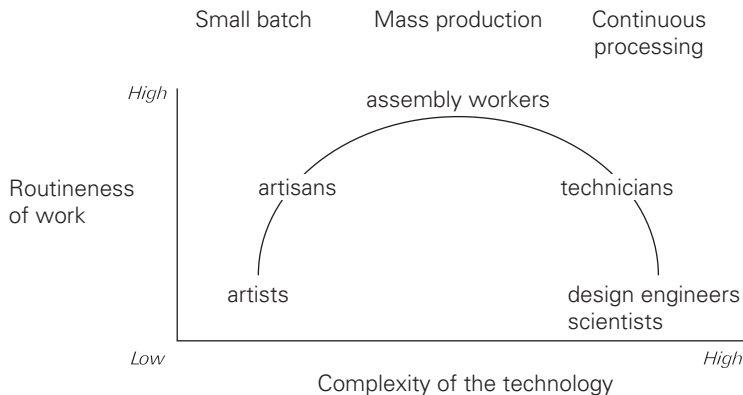 Small batch Mass production Continuous
processing
High
assembly workers
Routineness
of work
artisans technicians
artists design engineers
scientists
Low High
Complexity of the technology